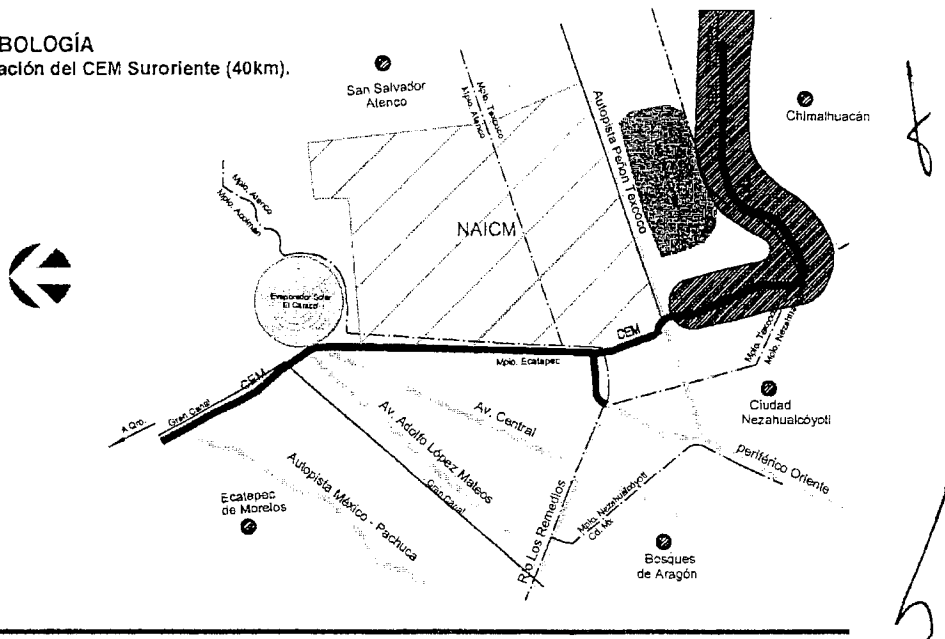 BOLOGÍA
ación del CEM Suroriente (40km).
San Salvador
Atenco
Mpio. Texcoco
Mpio. Atenco
Autopista Peñon Texcoco
Chimalhuacán
Mpio. Atenco
Mpio. Acolman
NAICM
Evaporador Solar
El Caracol
CEM
Mpio. Ecatepec
Mpio. Texcoco
Mpio. Nezahual
CEM
Gran Canal
A Qro.
Av. Central
Av. Adolfo López Mateos
Gran Canal
Ciudad
Nezahualcóyotl
periférico Oriente
Autopista México - Pachuca
Ecatepec
de Morelos
Río Los Remedios
Mpio. Nezahualcóyotl
Cd. Mx.
Bosques
de Aragón